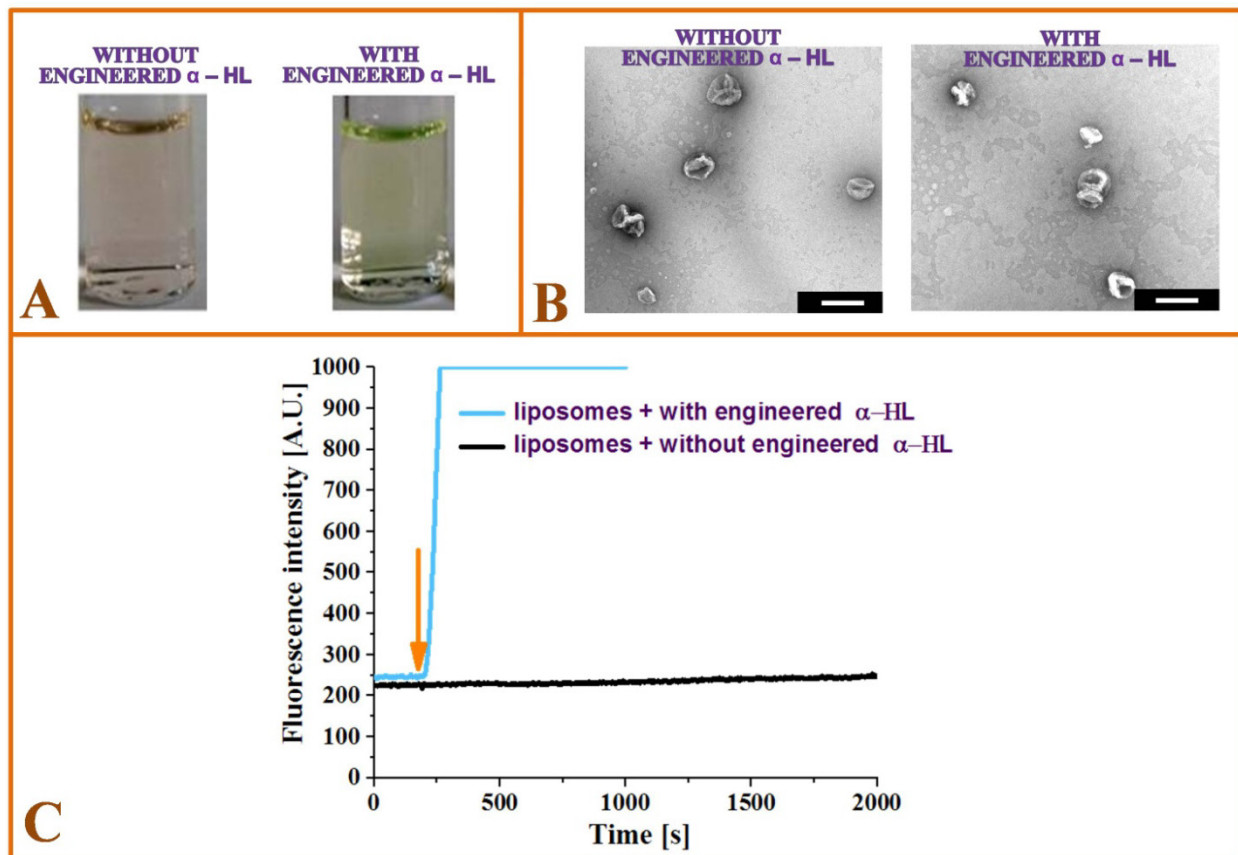 WITHOUT
ENGINEERED α – HL
WITH
ENGINEERED α – HL
A
WITHOUT
ENGINEERED α – HL
WITH
ENGINEERED α – HL
B
1000
900
800
700
600
500
400
300
200
100
0
Fluorescence intensity [A.U.]
liposomes + with engineered α–HL
liposomes + without engineered α–HL
0 500 1000 1500 2000
Time [s]
C